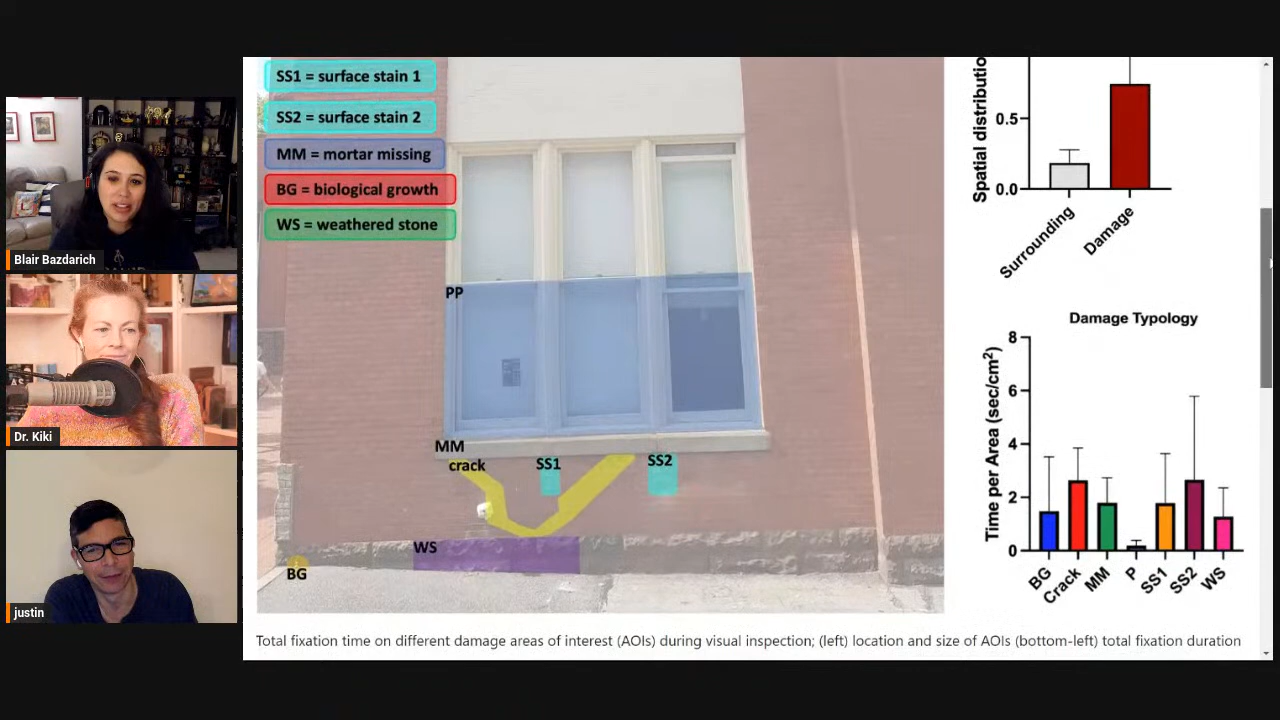 Blair Bazdarich
Dr. Kiki
justin
SS1 = surface stain 1
SS2 = surface stain 2
MM = mortar missing
BG = biological growth
WS = weathered stone
PP
MM
crack
SS1
SS2
WS
BG
Spatial distributio
0.5
0.0
Surrounding
Damage
Damage Typology
Time per Area (sec/cm²)
8
6
4
2
0
BG
Crack
MM
P
SS1
SS2
WS
Total fixation time on different damage areas of interest (AOIs) during visual inspection; (left) location and size of AOIs (bottom-left) total fixation duration